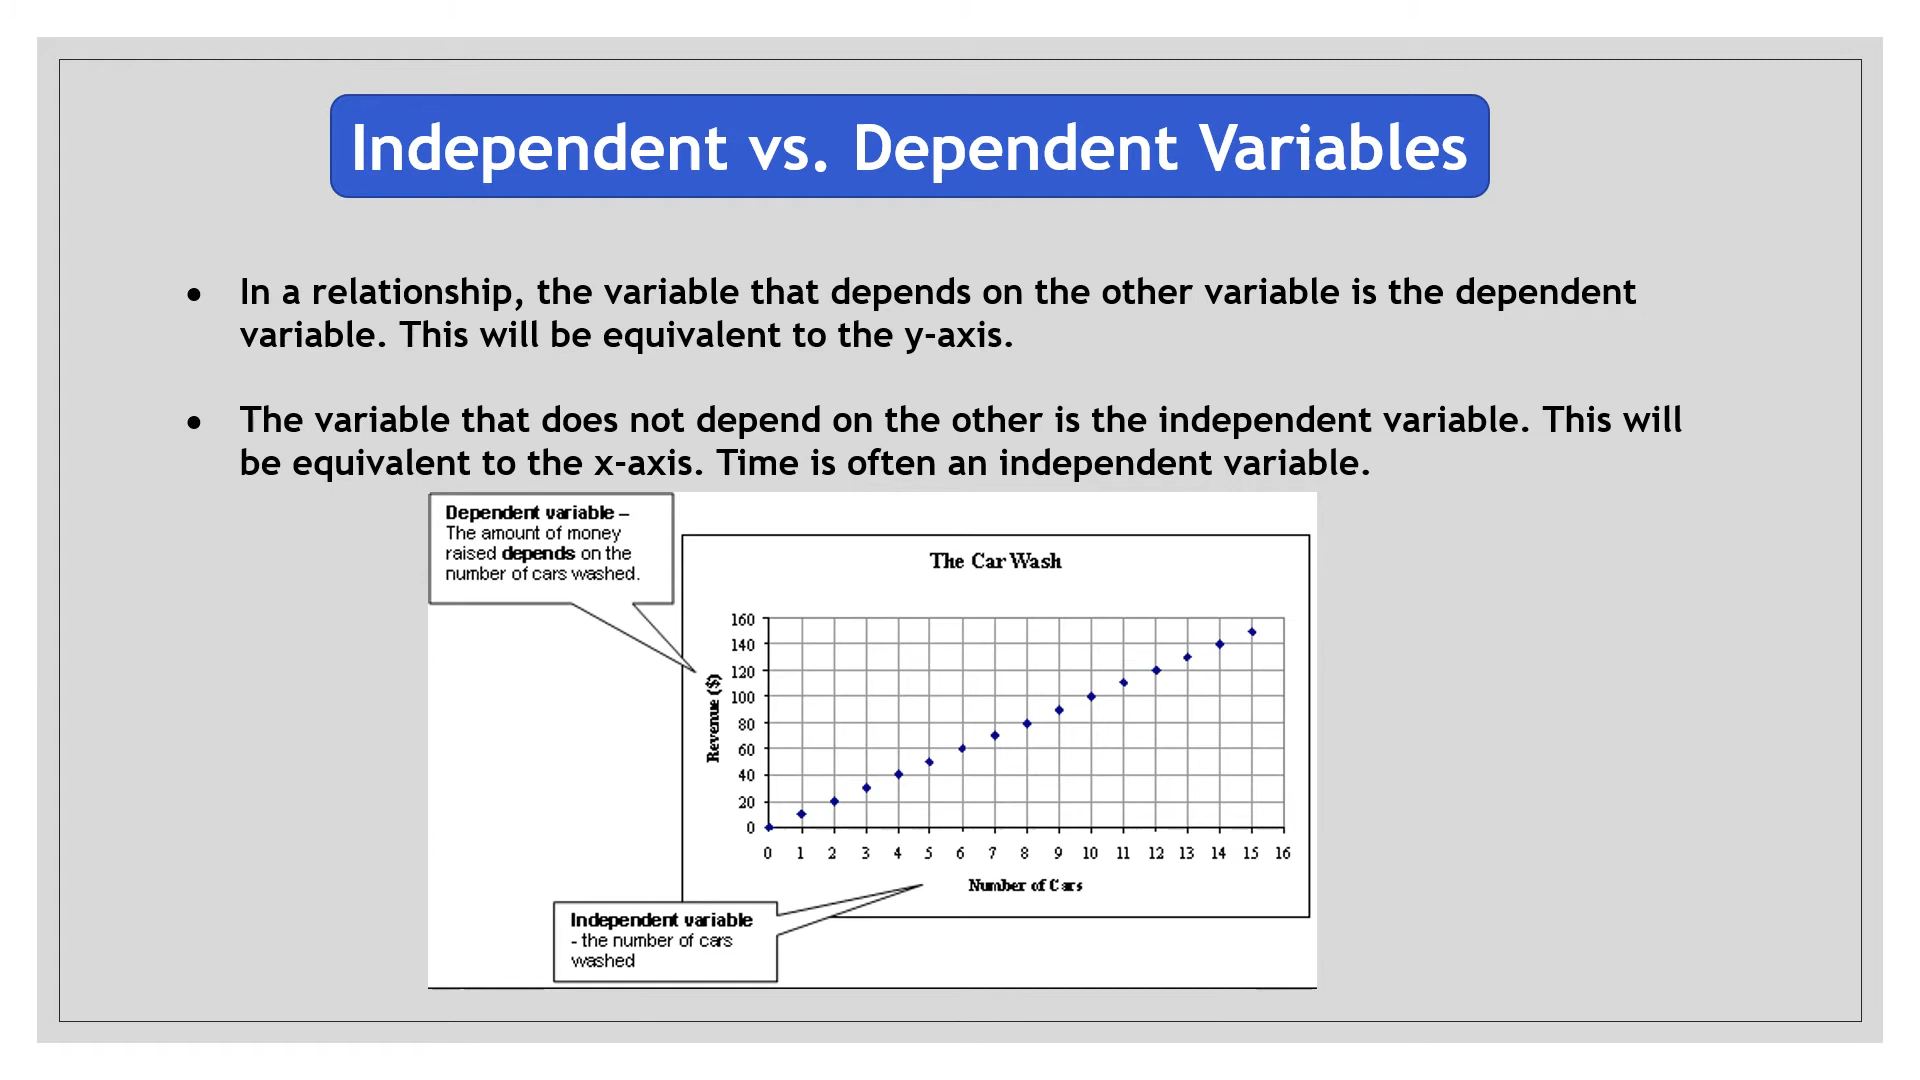 Independent vs. Dependent Variables
● In a relationship, the variable that depends on the other variable is the dependent
variable. This will be equivalent to the y-axis.
● The variable that does not depend on the other is the independent variable. This will
be equivalent to the x-axis. Time is often an independent variable.
Dependent variable –
The amount of money
raised depends on the
number of cars washed.
The Car Wash
160
140
120
100
80
60
40
20
0
Revenue ($)
0 1 2 3 4 5 6 7 8 9 10 11 12 13 14 15 16
Number of Cars
Independent variable
- the number of cars
washed